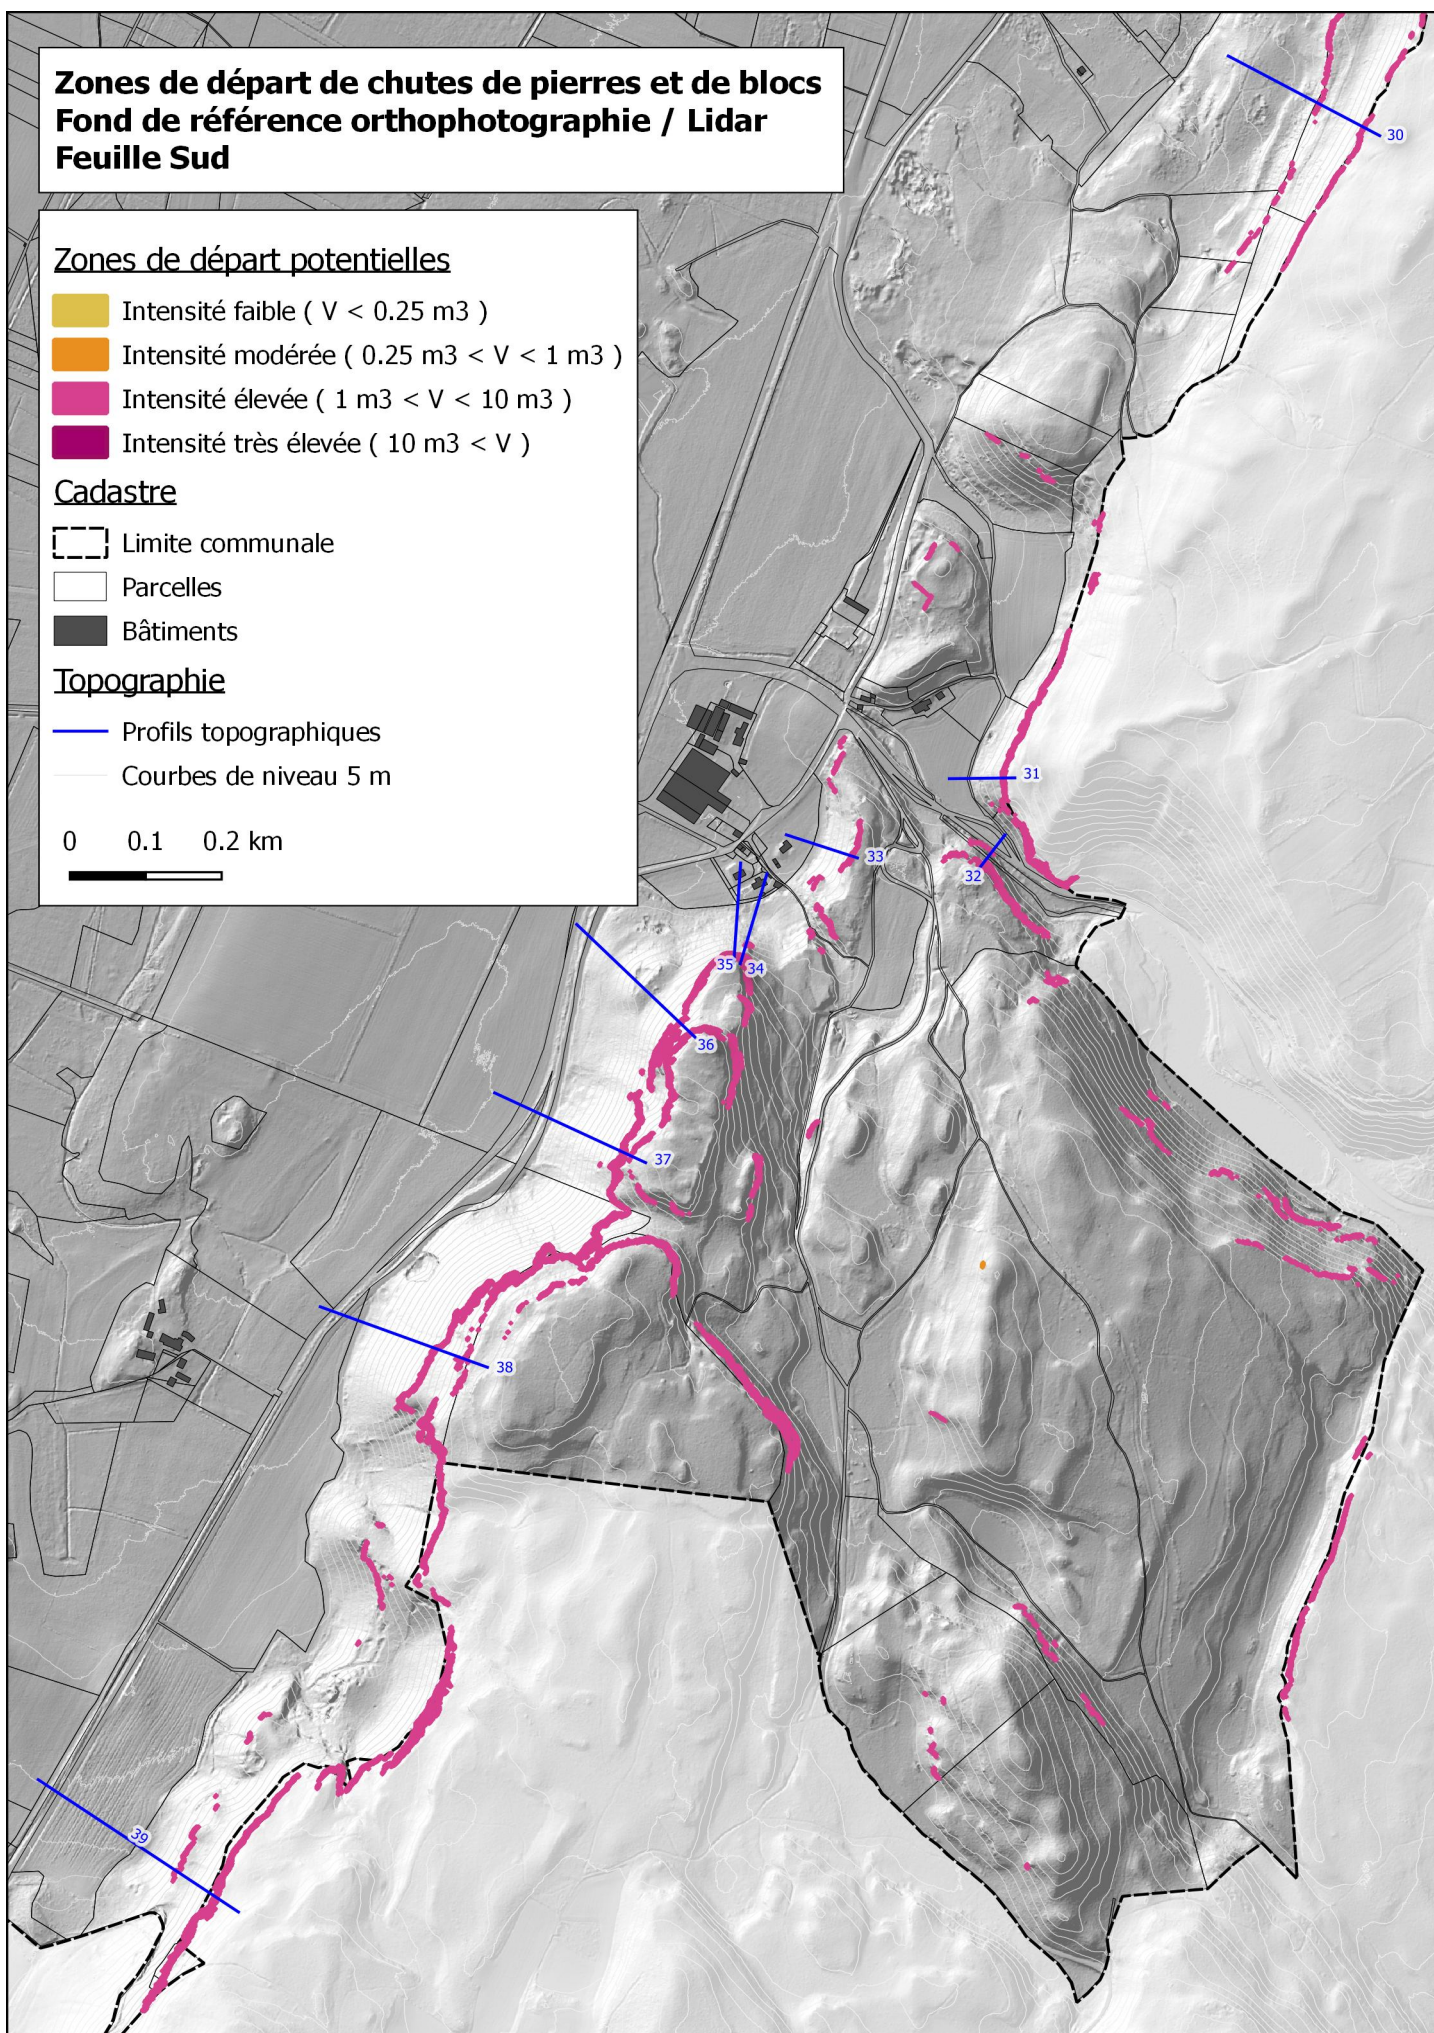 Zones de départ de chutes de pierres et de blocs
Fond de référence orthophotographie / Lidar
Feuille Sud
Zones de départ potentielles
Intensité faible ( V < 0.25 m3 )
Intensité modérée ( 0.25 m3 < V < 1 m3 )
Intensité élevée ( 1 m3 < V < 10 m3 )
Intensité très élevée ( 10 m3 < V )
Cadastre
Limite communale
Parcelles
Bâtiments
Topographie
Profils topographiques
Courbes de niveau 5 m
0 0.1 0.2 km
30
31
33
32
35 34
36
37
38
39